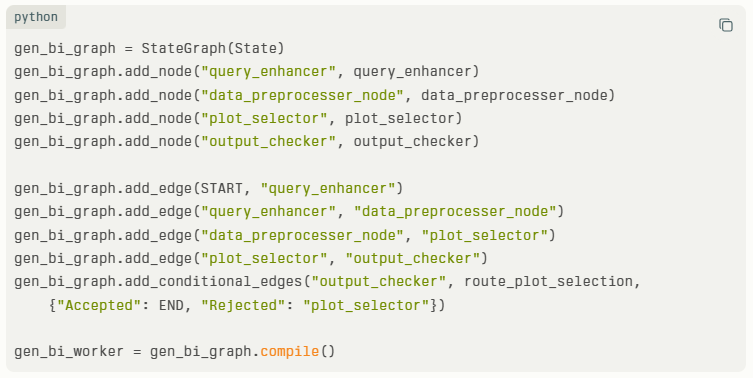 python
gen_bi_graph = StateGraph(State)
gen_bi_graph.add_node("query_enhancer", query_enhancer)
gen_bi_graph.add_node("data_preprocesser_node", data_preprocesser_node)
gen_bi_graph.add_node("plot_selector", plot_selector)
gen_bi_graph.add_node("output_checker", output_checker)

gen_bi_graph.add_edge(START, "query_enhancer")
gen_bi_graph.add_edge("query_enhancer", "data_preprocesser_node")
gen_bi_graph.add_edge("data_preprocesser_node", "plot_selector")
gen_bi_graph.add_edge("plot_selector", "output_checker")
gen_bi_graph.add_conditional_edges("output_checker", route_plot_selection,
    {"Accepted": END, "Rejected": "plot_selector"})

gen_bi_worker = gen_bi_graph.compile()